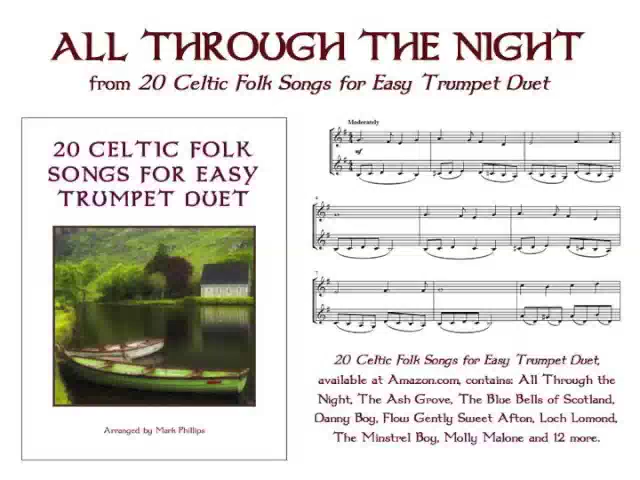 ALL THROUGH THE NIGHT
from 20 Celtic Folk Songs for Easy Trumpet Duet
20 CELTIC FOLK
SONGS FOR EASY
TRUMPET DUET
Arranged by Mark Phillips
Moderately
mf
4
7
20 Celtic Folk Songs for Easy Trumpet Duet,
available at Amazon.com, contains: All Through the
Night, The Ash Grove, The Blue Bells of Scotland,
Danny Boy, Flow Gently Sweet Afton, Loch Lomond,
The Minstrel Boy, Molly Malone and 12 more.